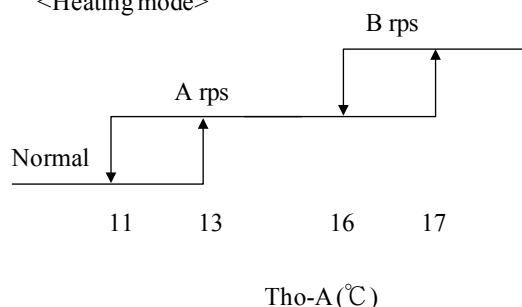 <Heating mode>
B rps
A rps
Normal
11 13 16 17
Tho-A(℃)